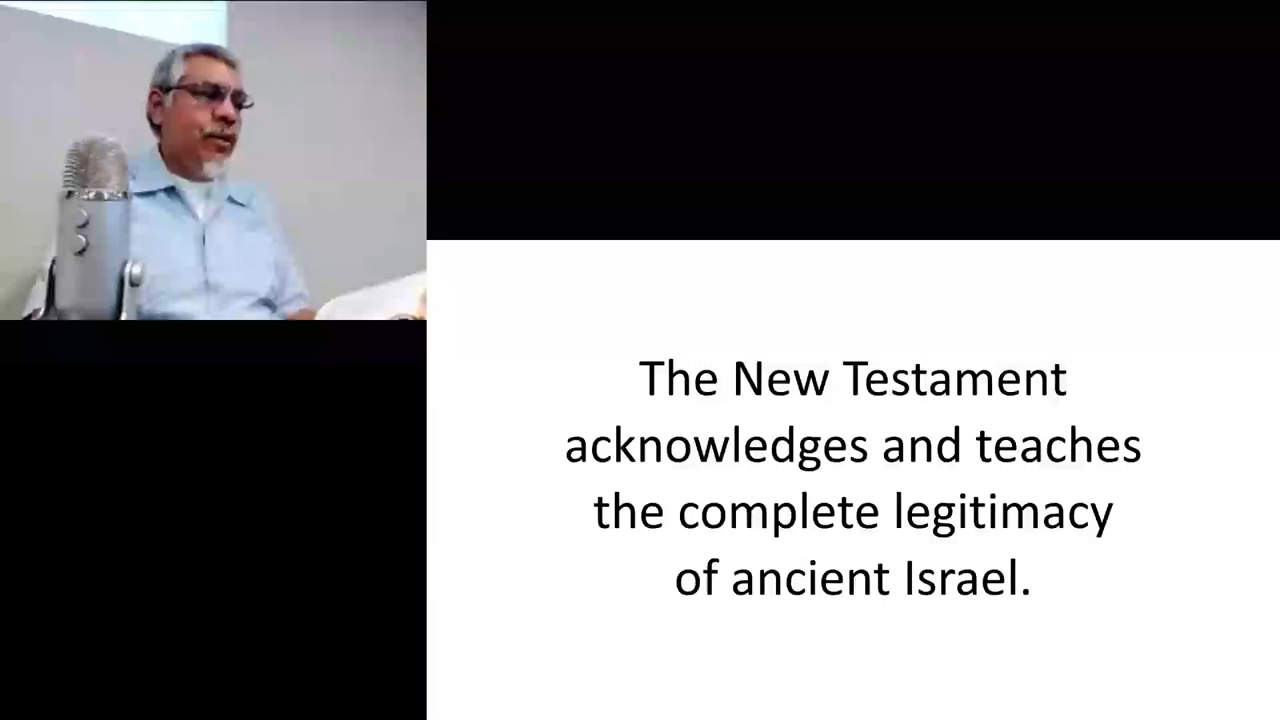 The New Testament
acknowledges and teaches
the complete legitimacy
of ancient Israel.